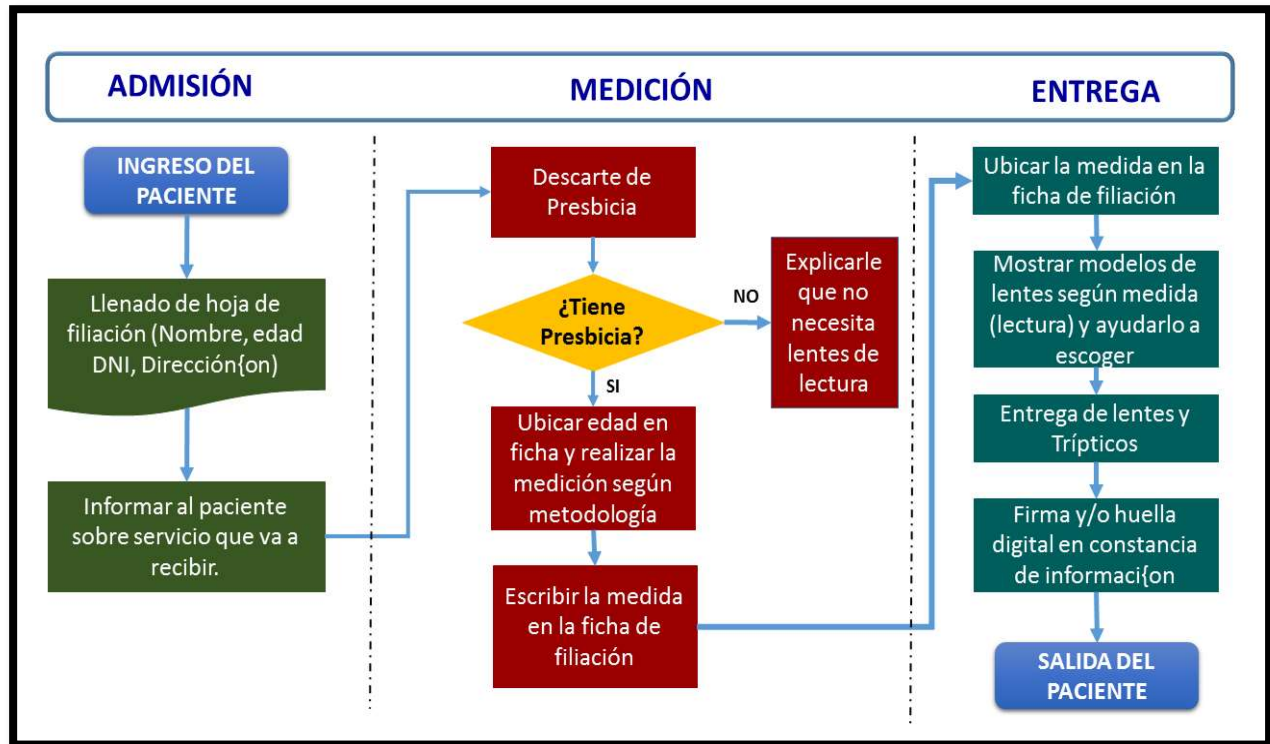 ADMISIÓN
MEDICIÓN
ENTREGA
INGRESO DEL
PACIENTE
Llenado de hoja de
filiación (Nombre, edad
DNI, Dirección{on)
Informar al paciente
sobre servicio que va a
recibir.
Descarte de
Presbicia
¿Tiene
Presbicia?
NO
Explicarle
que no
necesita
lentes de
lectura
SI
Ubicar edad en
ficha y realizar la
medición según
metodología
Escribir la medida
en la ficha de
filiación
Ubicar la medida en la
ficha de filiación
Mostrar modelos de
lentes según medida
(lectura) y ayudarlo a
escoger
Entrega de lentes y
Trípticos
Firma y/o huella
digital en constancia
de informaci{on
SALIDA DEL
PACIENTE